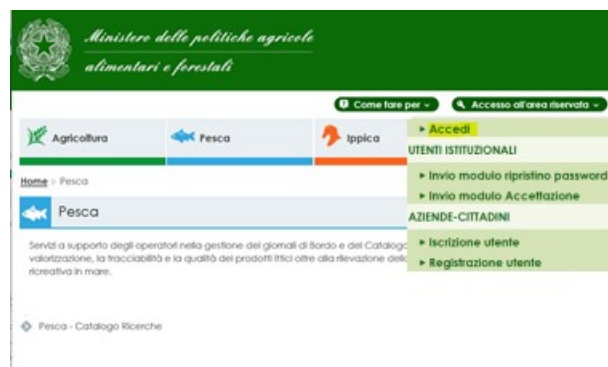 Ministero delle politiche agricole
alimentari e forestali
Come fare per
Accesso all'area riservata
Agricoltura
Pesca
Ippica
Accedi
UTENTI ISTITUZIONALI
Invio modulo ripristino password
Invio modulo Accettazione
AZIENDE-CITTADINI
Iscrizione utente
Registrazione utente
Home > Pesca
Pesca
Servizi a supporto degli operatori nella gestione dei giornali di Bordo e del Catalogo
valorizzazione, la tracciabilità e la qualità dei prodotti ittici oltre alla rilevazione
ricreativa in mare.
Pesca - Catalogo Ricerche